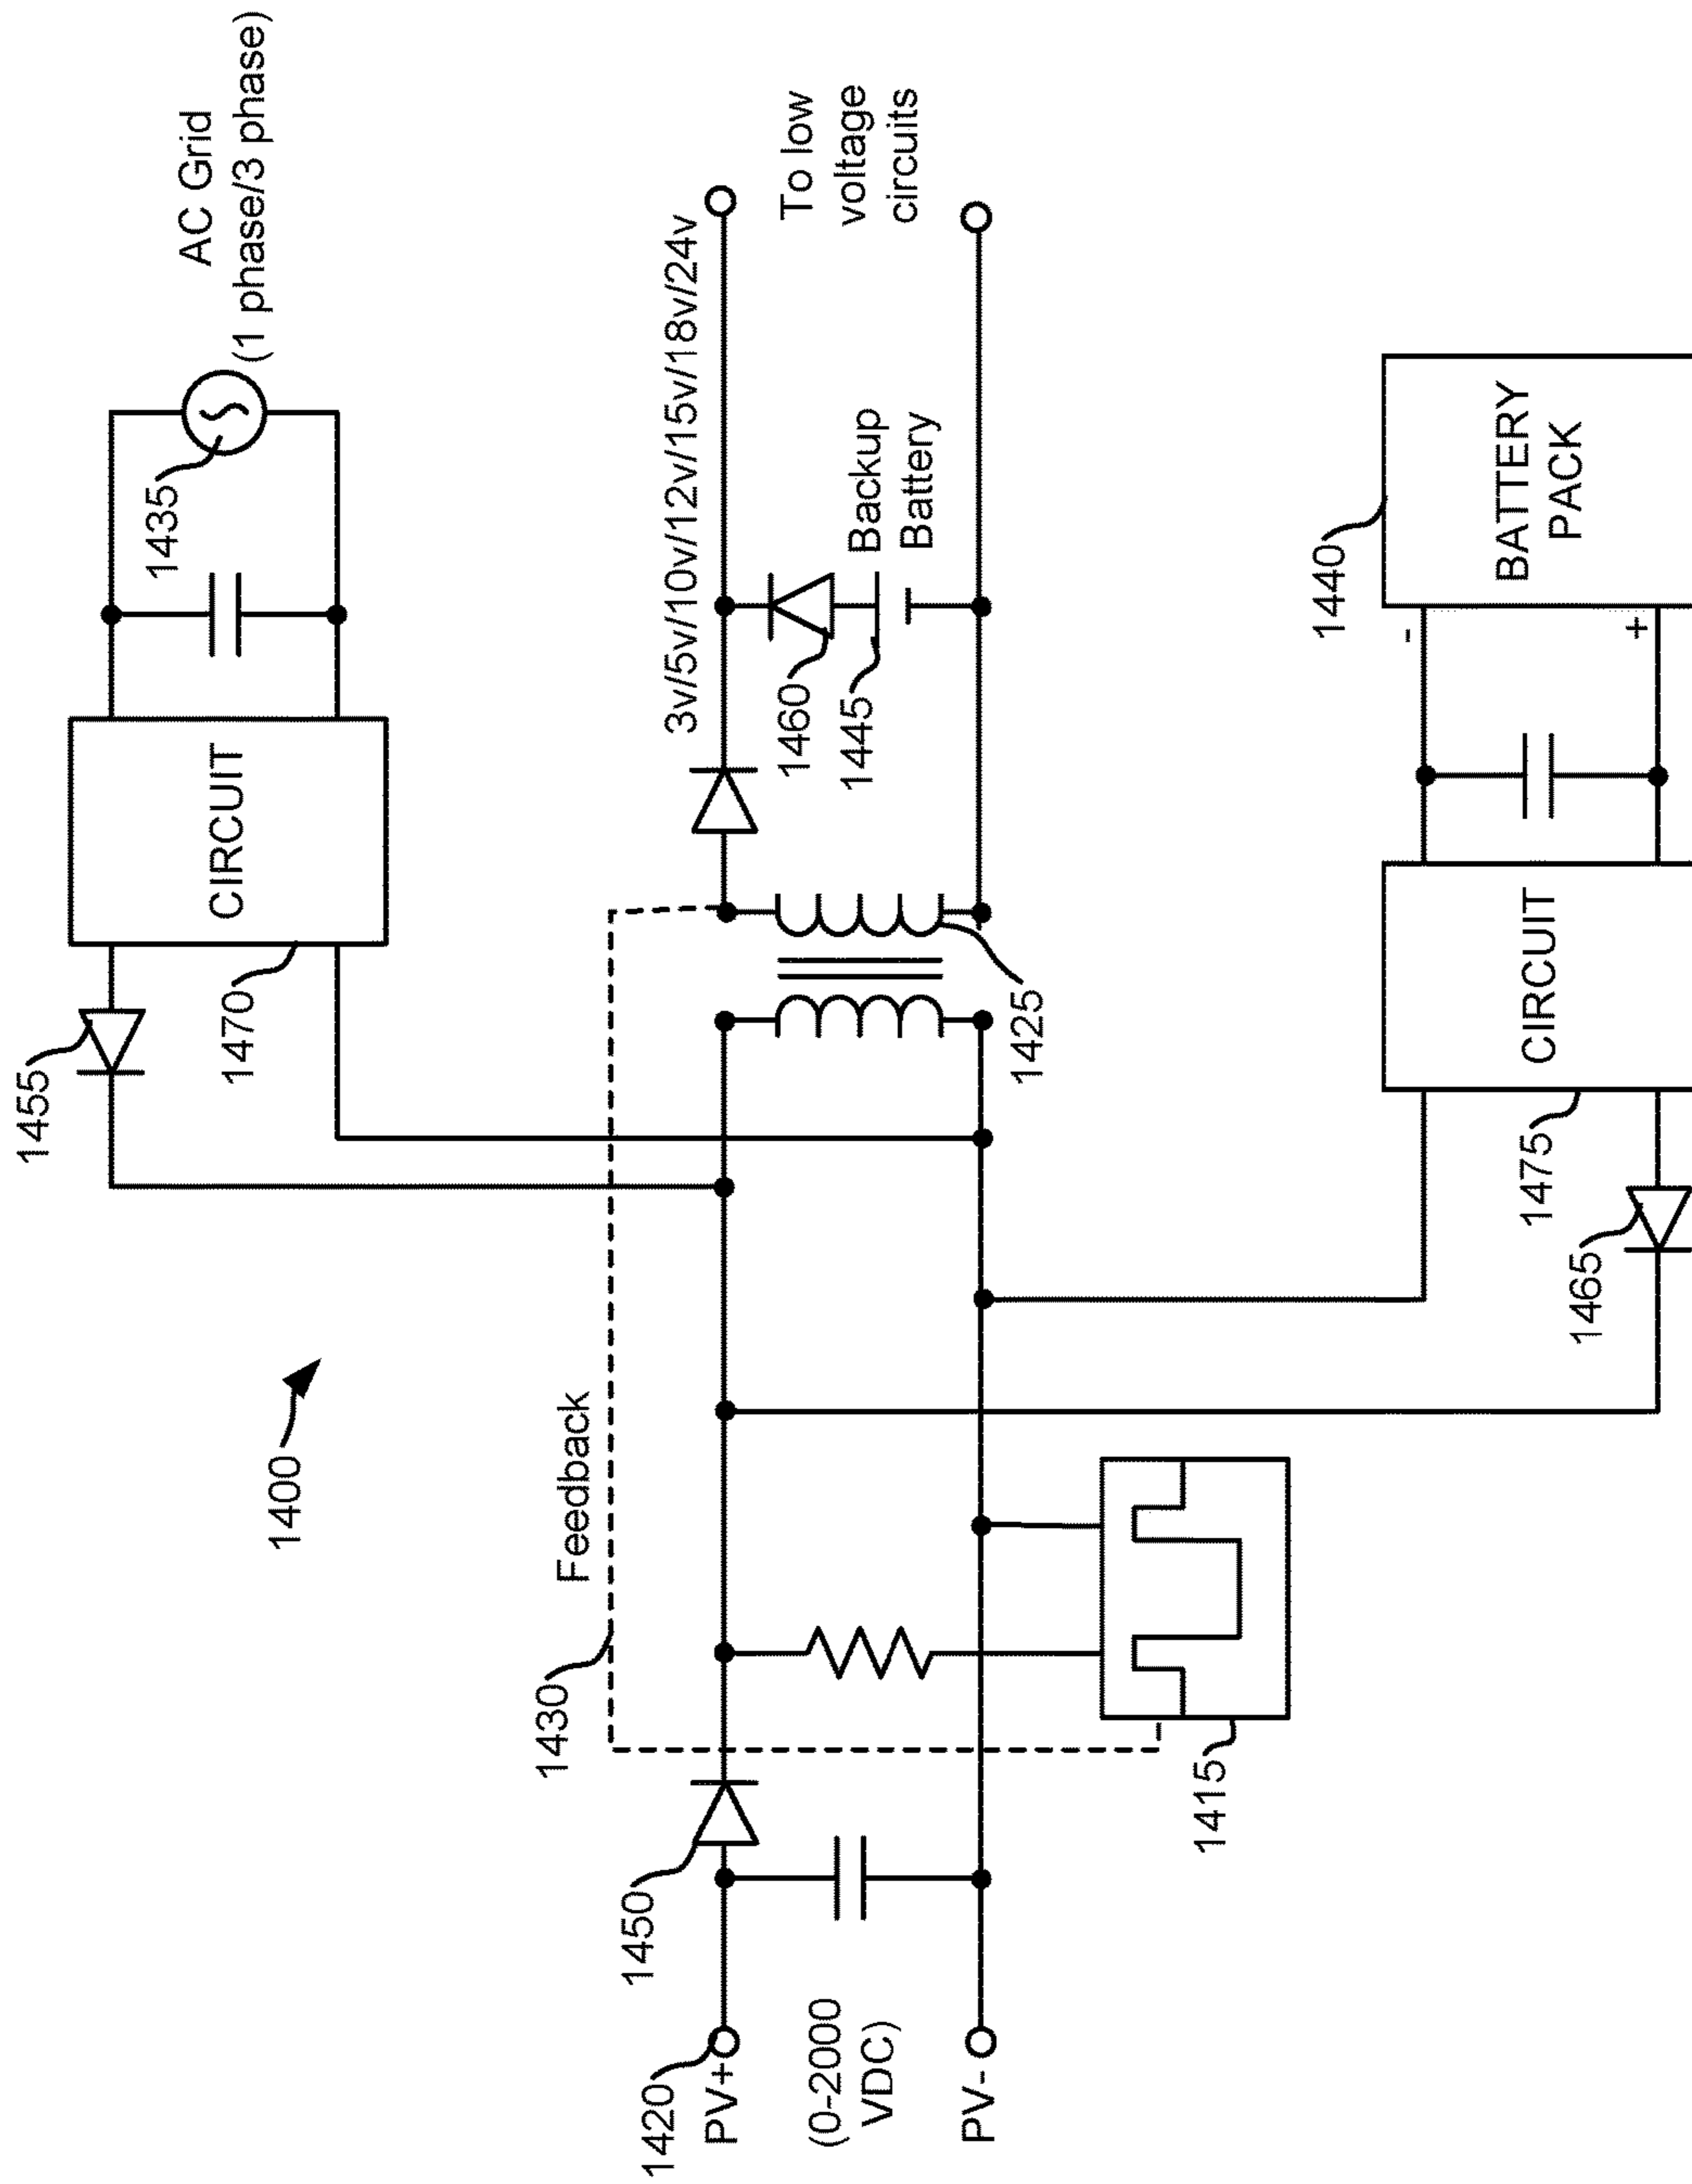 1400
1455
1470
CIRCUIT
1435
AC Grid
(1 phase/3 phase)
Feedback
1430
1420
PV+
1450
(0-2000
VDC)
PV-
1415
1425
3v/5v/10v/12v/15v/18v/24v
1460
1445
Backup
Battery
To low
voltage
circuits
1465
1475
CIRCUIT
-
+
1440
BATTERY
PACK